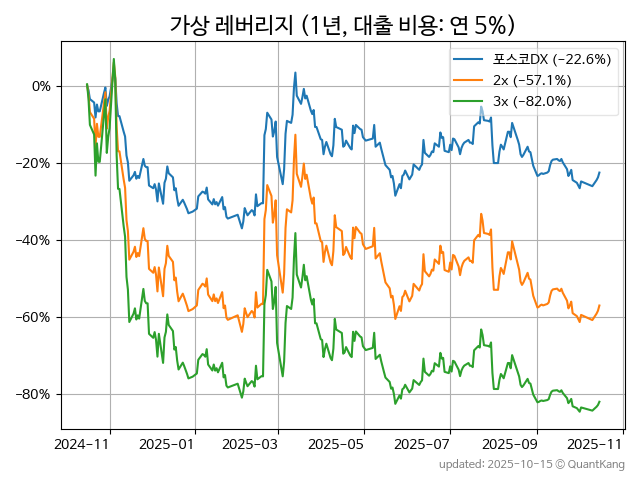 가상 레버리지 (1년, 대출 비용: 연 5%)
포스코DX (−22.6%)
2x (−57.1%)
3x (−82.0%)
0%
−20%
−40%
−60%
−80%
2024−11 2025−01 2025−03 2025−05 2025−07 2025−09 2025−11
updated: 2025-10-15 © QuantKang